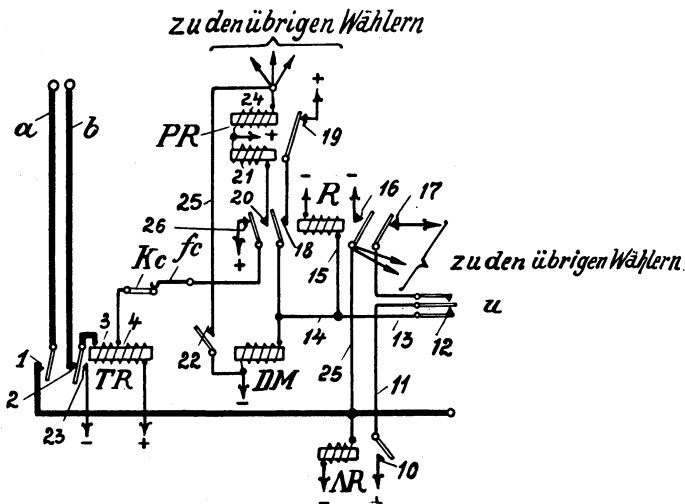 zu den übrigen Wählern
a
b
24
+
PR
+
19
21
25
20
26
+
18
-
R
-
16
17
15
zu den übrigen Wählern
Kc
fc
u
3
4
1
2
TR
22
DM
14
13
12
25
11
23
-
+
-
10
AR
-
+